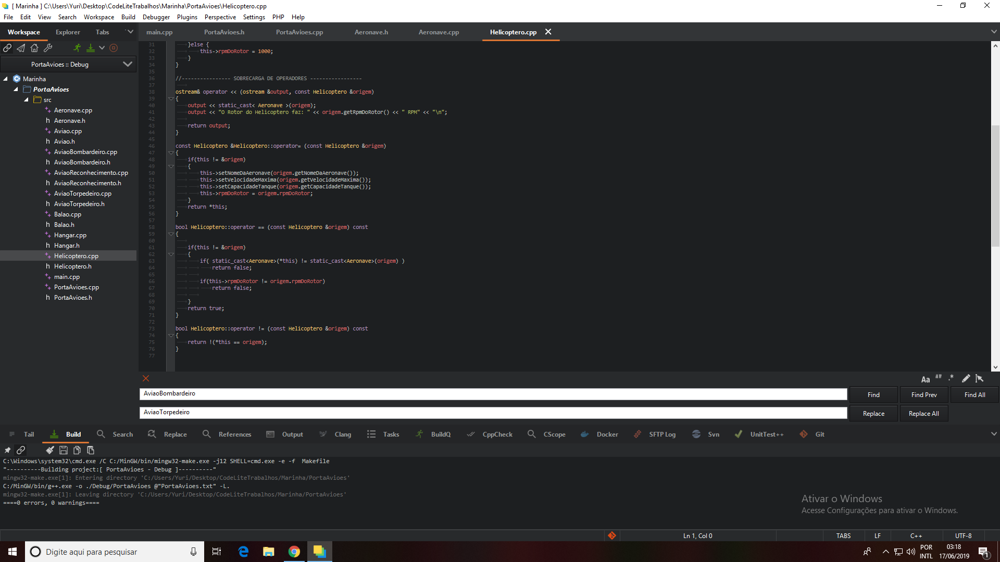 [ Marinha ] C:\Users\Yuri\Desktop\CodeLiteTrabalhos\Marinha\PortaAvioes\Helicoptero.cpp
File Edit View Search Workspace Build Debugger Plugins Perspective Settings PHP Help
Workspace Explorer Tabs
main.cpp PortaAvioes.h PortaAvioes.cpp Aeronave.h Aeronave.cpp Helicoptero.cpp
PortaAvioes :: Debug
Marinha
PortaAvioes
src
Aeronave.cpp
h Aeronave.h
Aviao.cpp
h Aviao.h
AviaoBombardeiro.cpp
h AviaoBombardeiro.h
AviaoReconhecimento.cpp
h AviaoReconhecimento.h
AviaoTorpedeiro.cpp
h AviaoTorpedeiro.h
Balao.cpp
h Balao.h
Hangar.cpp
h Hangar.h
Helicoptero.cpp
h Helicoptero.h
main.cpp
PortaAvioes.cpp
h PortaAvioes.h
31 }else {
32 this->rpmDoRotor = 1000;
33 }
34 }
35
36 //---------------- SOBRECARGA DE OPERADORES -----------------
37
38 ostream& operator << (ostream &output, const Helicoptero &origem)
39 {
40 output << static_cast< Aeronave >(origem);
41 output << "O Rotor do Helicoptero faz: " << origem.getRpmDoRotor() << " RPM" << "\n";
42
43 return output;
44 }
45
46 const Helicoptero &Helicoptero::operator= (const Helicoptero &origem)
47 {
48 if(this != &origem)
49 {
50 this->setNomeDaAeronave(origem.getNomeDaAeronave());
51 this->setVelocidadeMaxima(origem.getVelocidadeMaxima());
52 this->setCapacidadeTanque(origem.getCapacidadeTanque());
53 this->rpmDoRotor = origem.rpmDoRotor;
54 }
55 return *this;
56 }
57
58 bool Helicoptero::operator == (const Helicoptero &origem) const
59 {
60
61 if(this != &origem)
62 {
63 if( static_cast<Aeronave>(*this) != static_cast<Aeronave>(origem) )
64 return false;
65
66 if(this->rpmDoRotor != origem.rpmDoRotor)
67 return false;
68
69 }
70 return true;
71 }
72
73 bool Helicoptero::operator != (const Helicoptero &origem) const
74 {
75 return !(*this == origem);
76 }
77
Aa "" .*
AviaoBombardeiro Find Find Prev Find All
AviaoTorpedeiro Replace Replace All
Tail Build Search Replace References Output Clang Tasks BuildQ CppCheck CScope Docker SFTP Log Svn UnitTest++ Git
C:\Windows\system32\cmd.exe /C C:/MinGW/bin/mingw32-make.exe -j12 SHELL=cmd.exe -e -f  Makefile
"----------Building project:[ PortaAvioes - Debug ]----------"
mingw32-make.exe[1]: Entering directory 'C:/Users/Yuri/Desktop/CodeLiteTrabalhos/Marinha/PortaAvioes'
C:/MinGW/bin/g++.exe -o ./Debug/PortaAvioes @"PortaAvioes.txt" -L.
mingw32-make.exe[1]: Leaving directory 'C:/Users/Yuri/Desktop/CodeLiteTrabalhos/Marinha/PortaAvioes'
====0 errors, 0 warnings====
Ativar o Windows
Acesse Configurações para ativar o Windows.
Ln 1, Col 0 TABS LF C++ UTF-8
Digite aqui para pesquisar
POR
INTL
03:18
17/06/2019
1